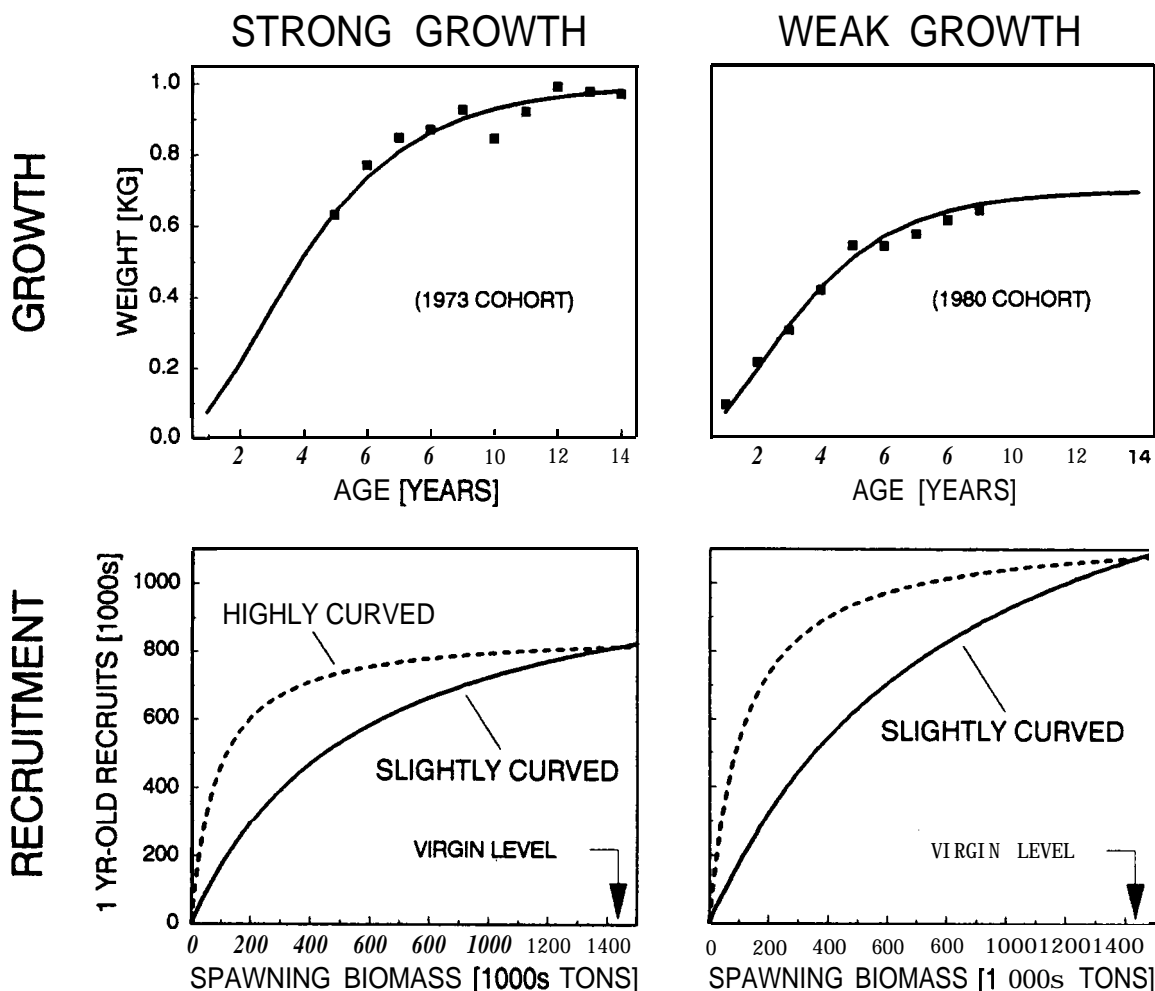 STRONG GROWTH
WEAK GROWTH
GROWTH
WEIGHT [KG]
1.0
0.8
0.6
0.4
0.2
0.0
(1973 COHORT)
2 4 6 6 10 12 14
AGE [YEARS]
(1980 COHORT)
2 4 6 6 10 12 14
AGE [YEARS]
RECRUITMENT
1 YR-OLD RECRUITS [1000s]
1000
800
600
400
200
0
HIGHLY CURVED
SLIGHTLY CURVED
VIRGIN LEVEL
0 200 400 600 600 1000 1200 1400
SPAWNING BIOMASS [1000s TONS]
SLIGHTLY CURVED
VIRGIN LEVEL
0 200 400 600 600 1000 1200 1400
SPAWNING BIOMASS [1 000s TONS]